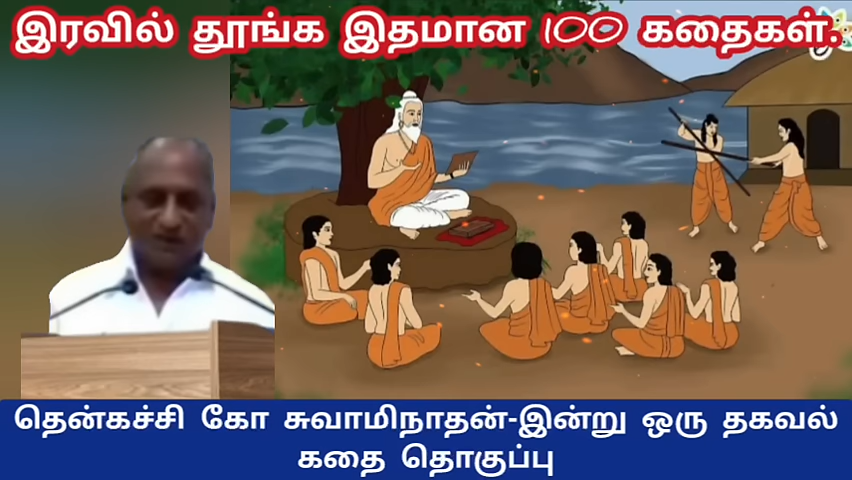 இரவில் தூங்க இதமான 100 கதைகள்.
தென்கச்சி கோ சுவாமிநாதன்-இன்று ஒரு தகவல்
கதை தொகுப்பு